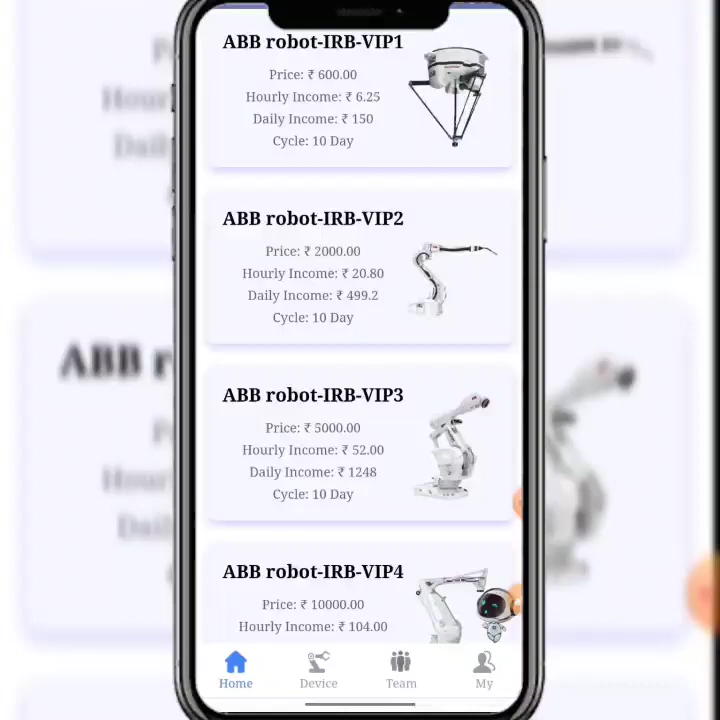 ABB robot-IRB-VIP1
Price: ₹ 600.00
Hourly Income: ₹ 6.25
Daily Income: ₹ 150
Cycle: 10 Day
ABB robot-IRB-VIP2
Price: ₹ 2000.00
Hourly Income: ₹ 20.80
Daily Income: ₹ 499.2
Cycle: 10 Day
ABB robot-IRB-VIP3
Price: ₹ 5000.00
Hourly Income: ₹ 52.00
Daily Income: ₹ 1248
Cycle: 10 Day
ABB robot-IRB-VIP4
Price: ₹ 10000.00
Hourly Income: ₹ 104.00
Home Device Team My